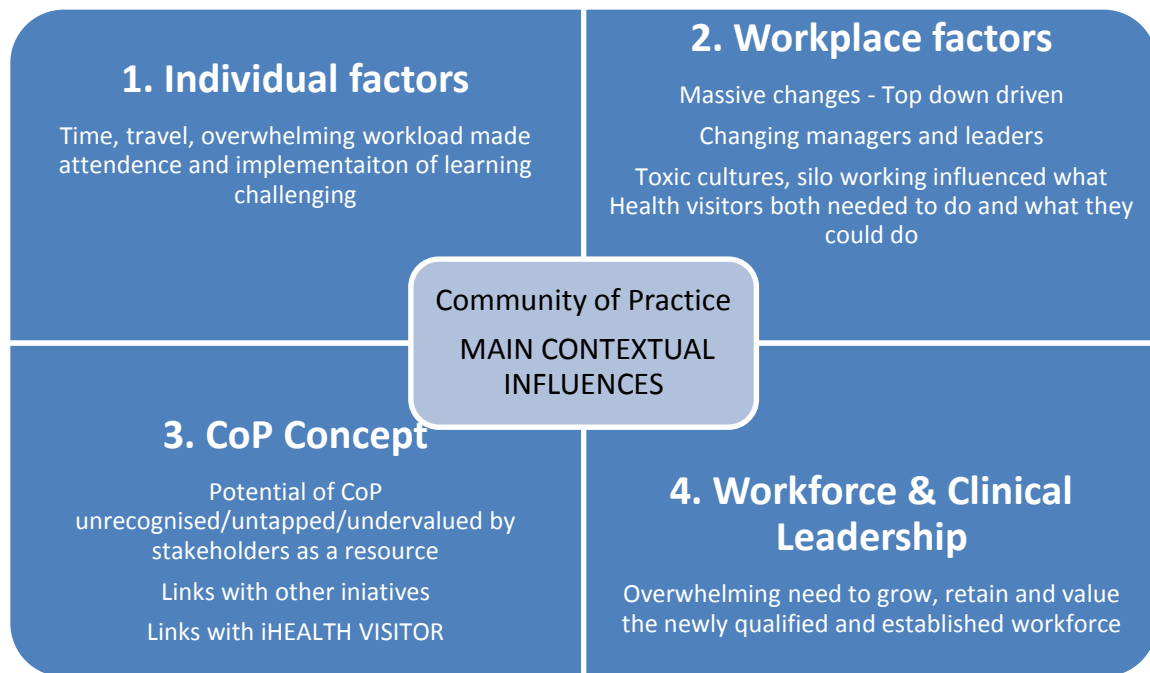 1. Individual factors
Time, travel, overwhelming workload made
attendence and implementaiton of learning
challenging
2. Workplace factors
Massive changes - Top down driven
Changing managers and leaders
Toxic cultures, silo working influenced what
Health visitors both needed to do and what they
could do
Community of Practice
MAIN CONTEXTUAL
INFLUENCES
3. CoP Concept
Potential of CoP
unrecognised/untapped/undervalued by
stakeholders as a resource
Links with other iniatives
Links with iHEALTH VISITOR
4. Workforce & Clinical
Leadership
Overwhelming need to grow, retain and value
the newly qualified and established workforce